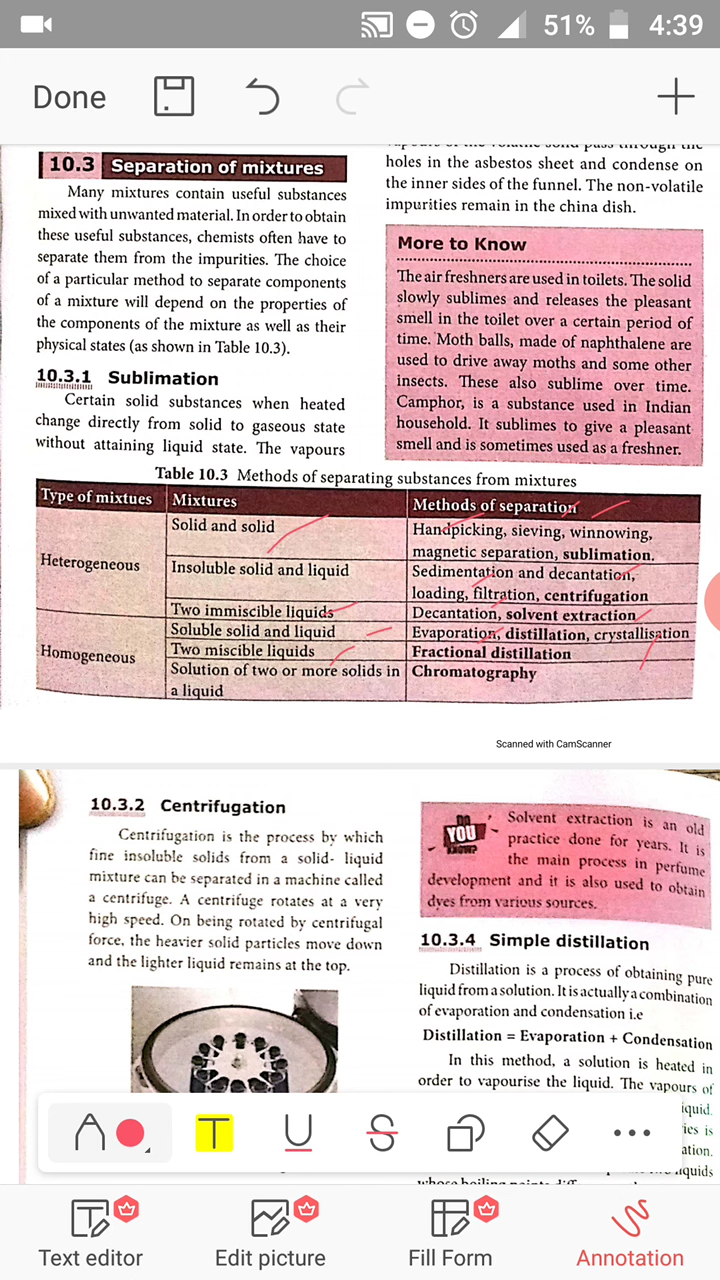 51% 4:39
Done
10.3 Separation of mixtures
Many mixtures contain useful substances
mixed with unwanted material. In order to obtain
these useful substances, chemists often have to
separate them from the impurities. The choice
of a particular method to separate components
of a mixture will depend on the properties of
the components of the mixture as well as their
physical states (as shown in Table 10.3).
10.3.1 Sublimation
Certain solid substances when heated
change directly from solid to gaseous state
without attaining liquid state. The vapours
holes in the asbestos sheet and condense on
the inner sides of the funnel. The non-volatile
impurities remain in the china dish.
More to Know
The air freshners are used in toilets. The solid
slowly sublimes and releases the pleasant
smell in the toilet over a certain period of
time. Moth balls, made of naphthalene are
used to drive away moths and some other
insects. These also sublime over time.
Camphor, is a substance used in Indian
household. It sublimes to give a pleasant
smell and is sometimes used as a freshner.
Table 10.3 Methods of separating substances from mixtures
Type of mixtues Mixtures Methods of separation
Heterogeneous
Solid and solid
Handpicking, sieving, winnowing,
magnetic separation, sublimation.
Insoluble solid and liquid
Sedimentation and decantation,
loading, filtration, centrifugation
Two immiscible liquids Decantation, solvent extraction
Homogeneous
Soluble solid and liquid Evaporation, distillation, crystallisation
Two miscible liquids Fractional distillation
Solution of two or more solids in Chromatography
a liquid
Scanned with CamScanner
10.3.2 Centrifugation
Centrifugation is the process by which
fine insoluble solids from a solid- liquid
mixture can be separated in a machine called
a centrifuge. A centrifuge rotates at a very
high speed. On being rotated by centrifugal
force, the heavier solid particles move down
and the lighter liquid remains at the top.
DO
YOU
KNOW?
Solvent extraction is an old
practice done for years. It is
the main process in perfume
development and it is also used to obtain
dyes from various sources.
10.3.4 Simple distillation
Distillation is a process of obtaining pure
liquid from a solution. It is actually a combination
of evaporation and condensation i.e
Distillation = Evaporation + Condensation
In this method, a solution is heated in
order to vapourise the liquid. The vapours of
iquid.
ies is
ation.
iquids
T U S
Text editor Edit picture Fill Form Annotation